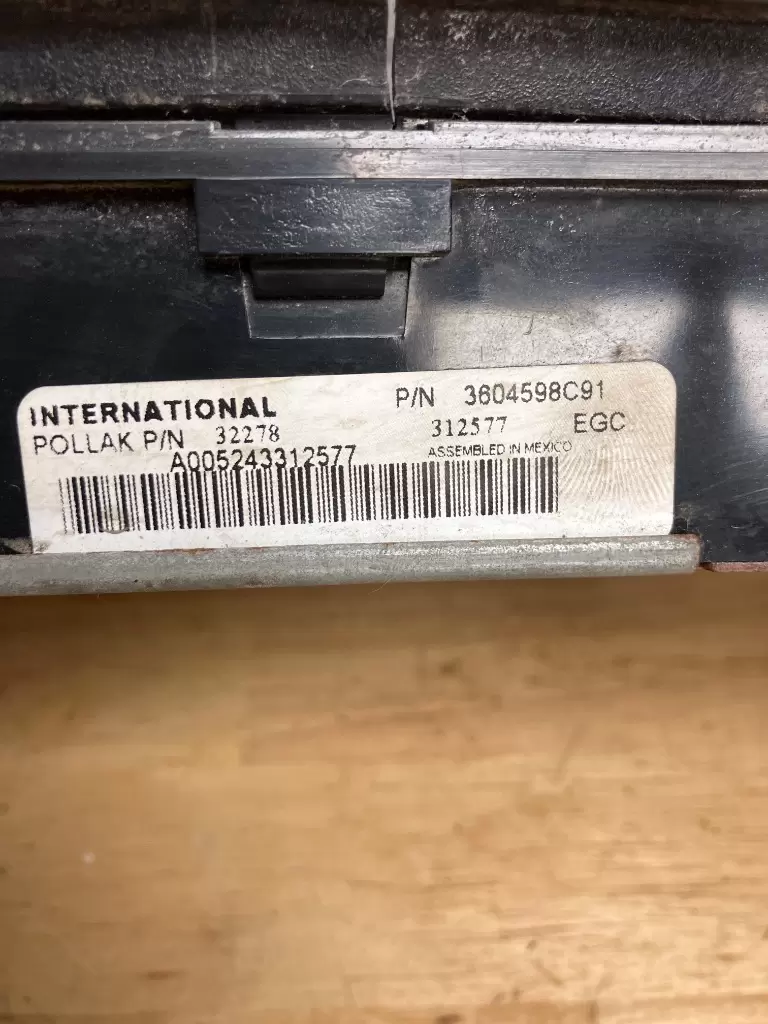 INTERNATIONAL P/N 3604598C91
POLLAK P/N 32278 312577 EGC
A005243312577 ASSEMBLED IN MEXICO